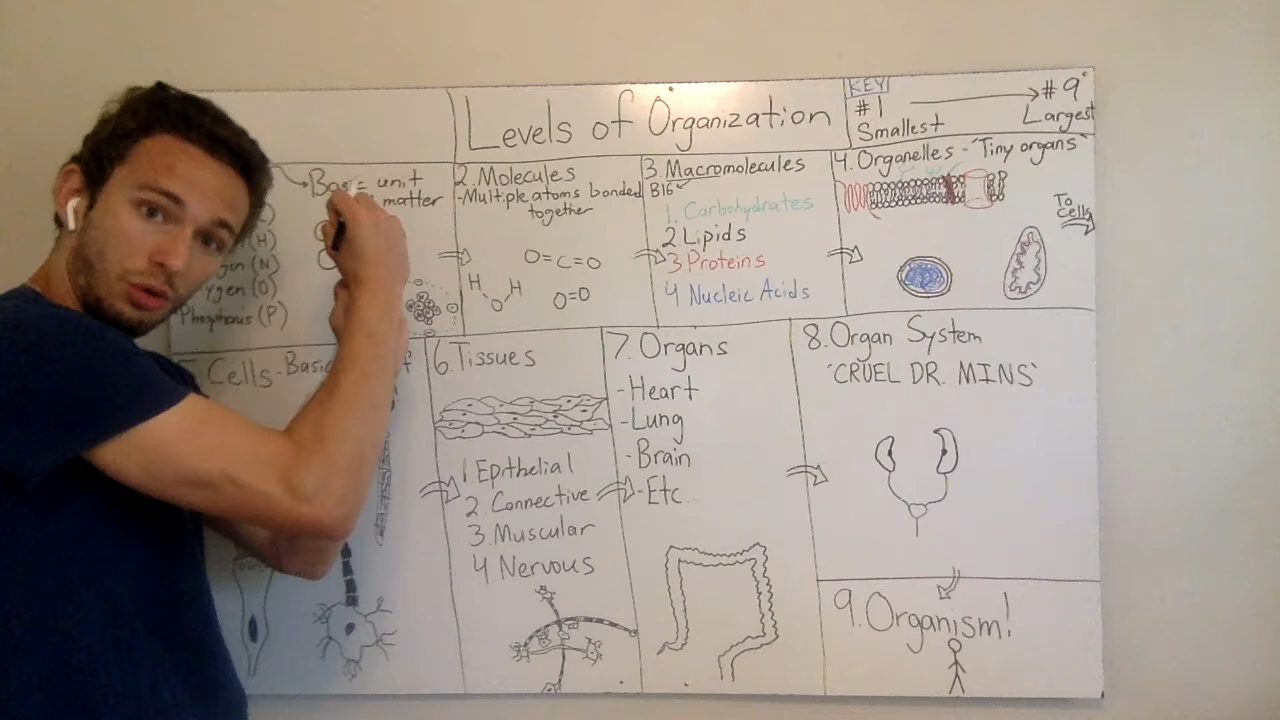 Levels of Organization
KEY
#1 → #9
Smallest Largest
Basi unit
matter
(H)
gen (N)
ygen (O)
Phosphorus (P)
2. Molecules
-Multiple atoms bonded
together
O=C=O
H H
O
O=O
3. Macromolecules
BIG
1. Carbohydrates
2 Lipids
3 Proteins
4 Nucleic Acids
4. Organelles - "Tiny organs"
To
cells
Cells - Basic f
6. Tissues
1. Epithelial
2. Connective
3. Muscular
4 Nervous
7. Organs
-Heart
-Lung
-Brain
-Etc.
8. Organ System
'CRUEL DR. MINS'
9. Organism!